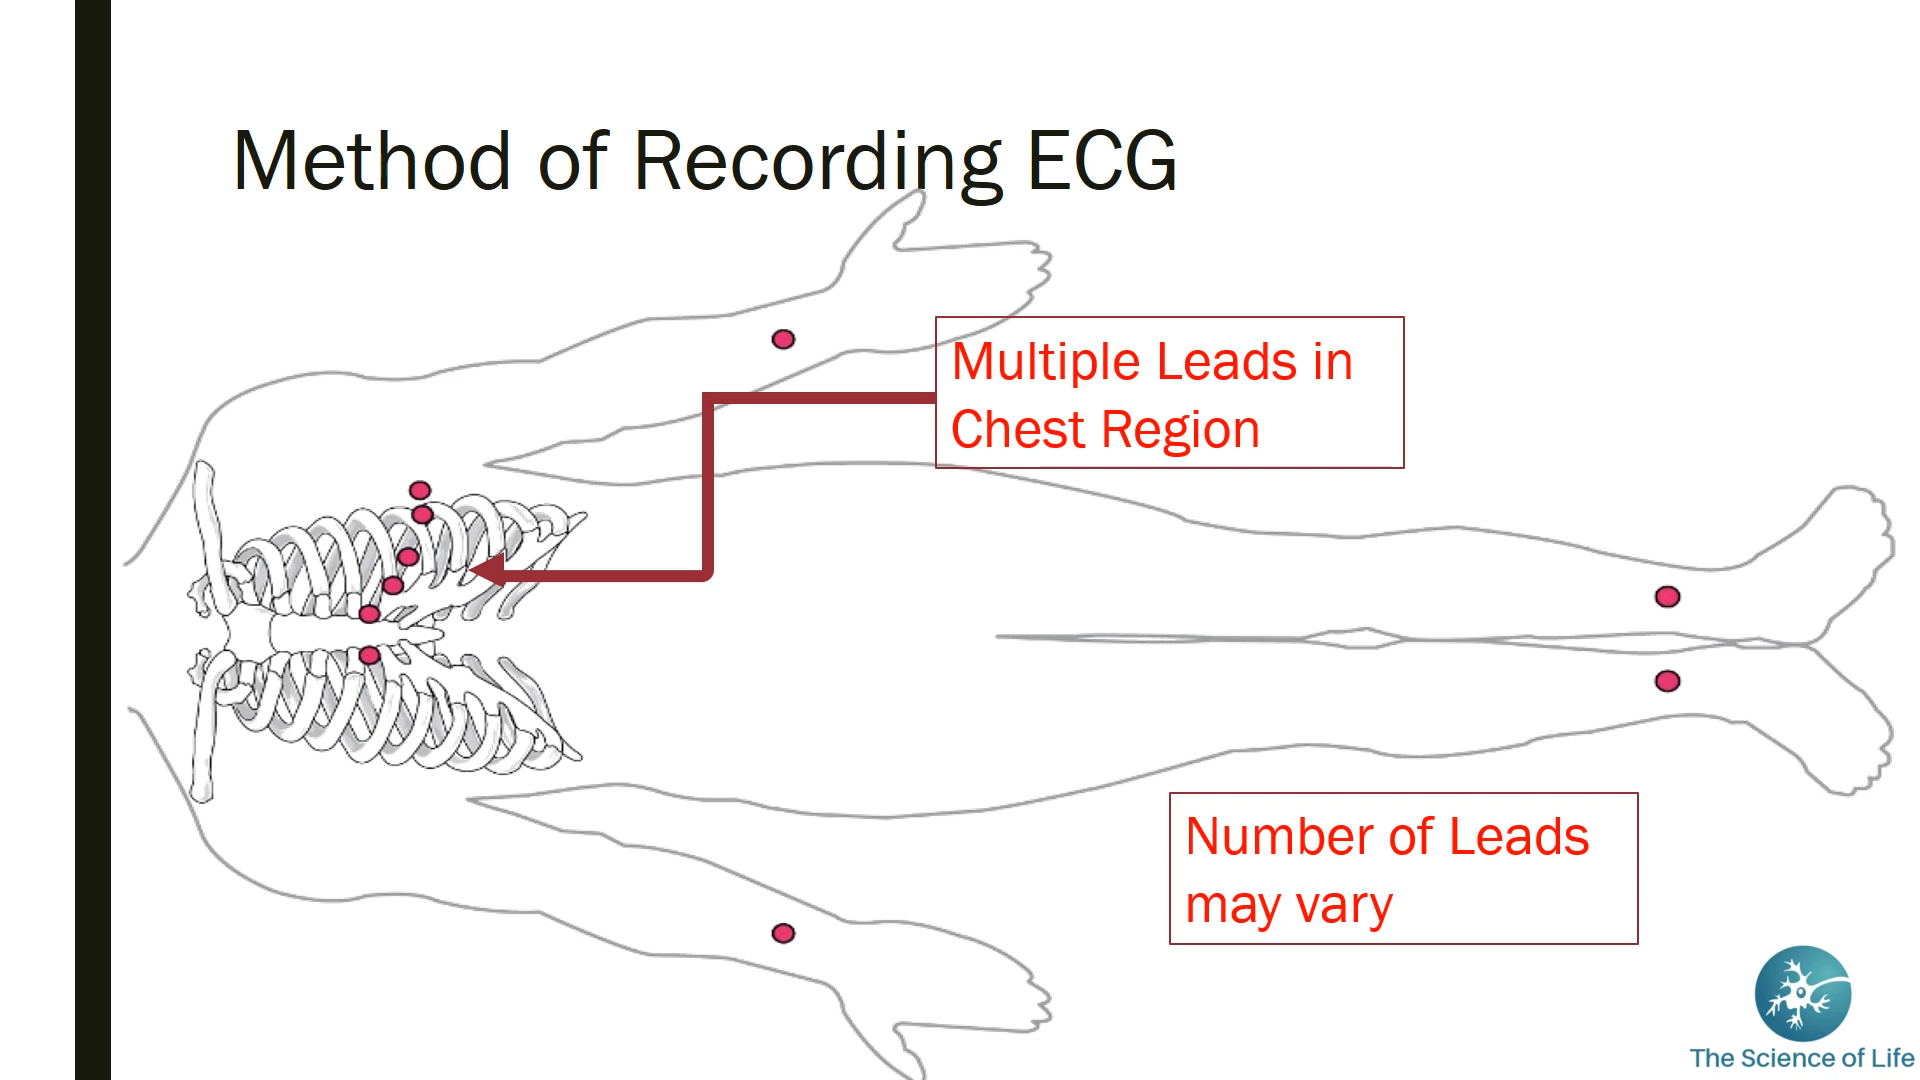 Method of Recording ECG
Multiple Leads in
Chest Region
Number of Leads
may vary
The Science of Life